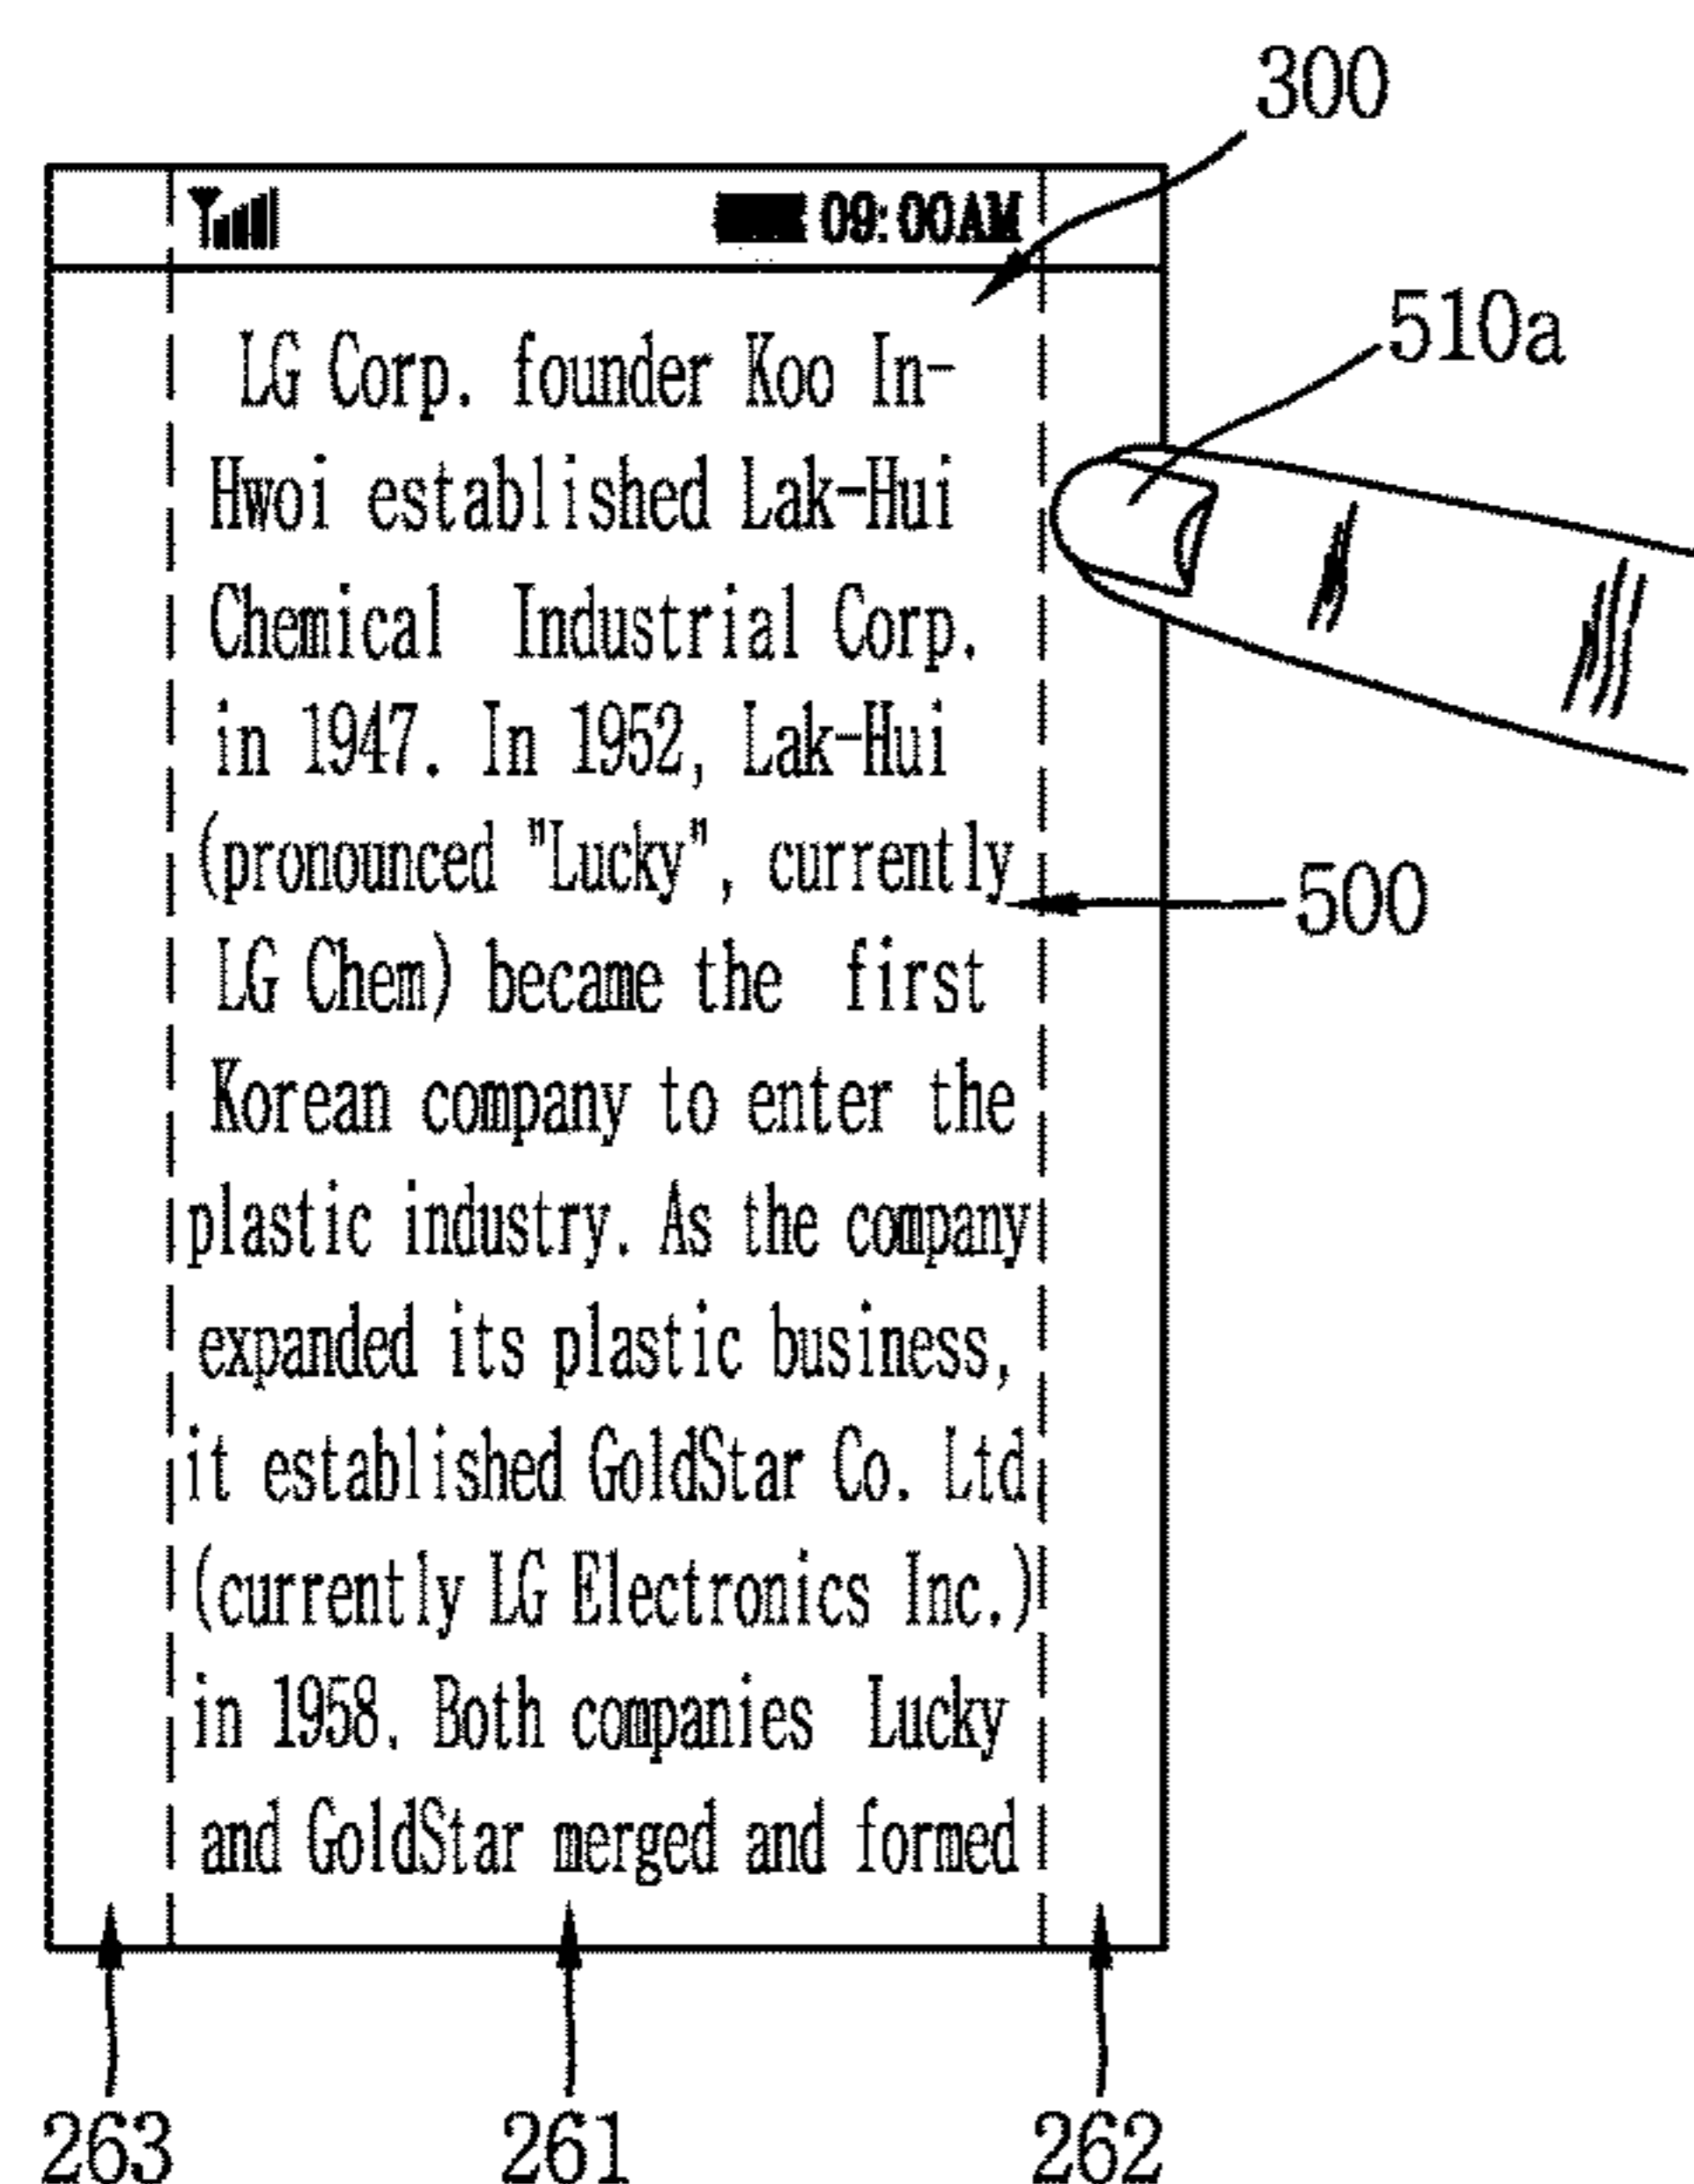 300
09:00AM
510a
LG Corp. founder Koo In-
Hwoi established Lak-Hui
Chemical Industrial Corp.
in 1947. In 1952, Lak-Hui
(pronounced "Lucky", currently
500
LG Chem) became the first
Korean company to enter the
plastic industry. As the company
expanded its plastic business,
it established GoldStar Co. Ltd
(currently LG Electronics Inc.)
in 1958. Both companies Lucky
and GoldStar merged and formed
263 261 262